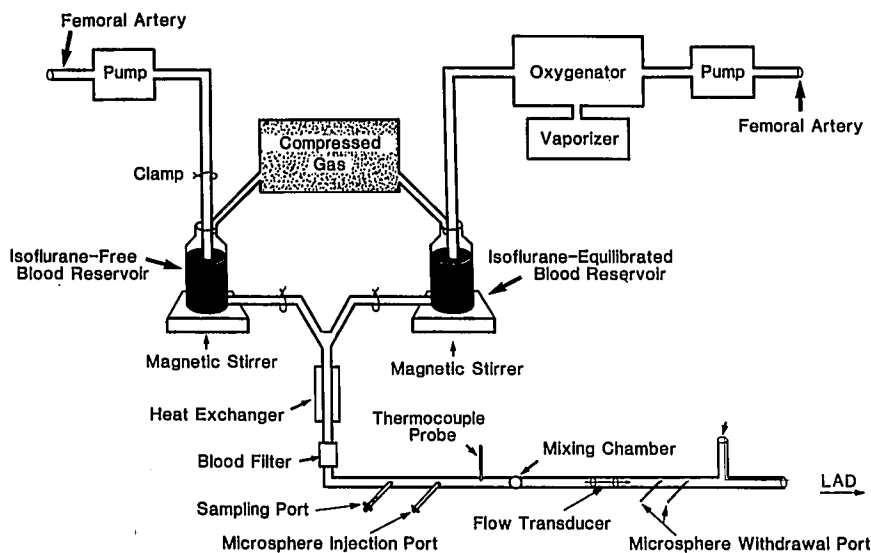 Femoral Artery
Pump
Oxygenator
Pump
Vaporizer
Femoral Artery
Compressed
Gas
Clamp
Isoflurane-Free
Blood Reservoir
Isoflurane-Equilibrated
Blood Reservoir
Magnetic Stirrer
Magnetic Stirrer
Heat Exchanger
Thermocouple
Probe
Mixing Chamber
Blood Filter
LAD
Sampling Port
Flow Transducer
Microsphere Injection Port
Microsphere Withdrawal Port